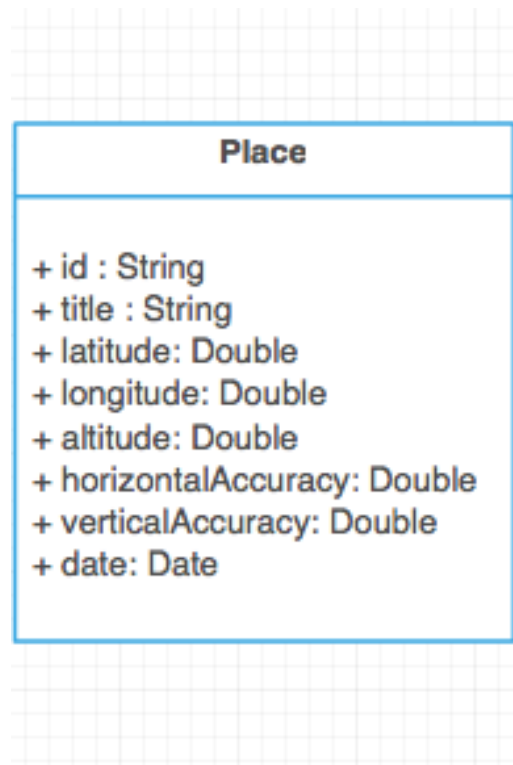 Place
+ id : String
+ title : String
+ latitude: Double
+ longitude: Double
+ altitude: Double
+ horizontalAccuracy: Double
+ verticalAccuracy: Double
+ date: Date